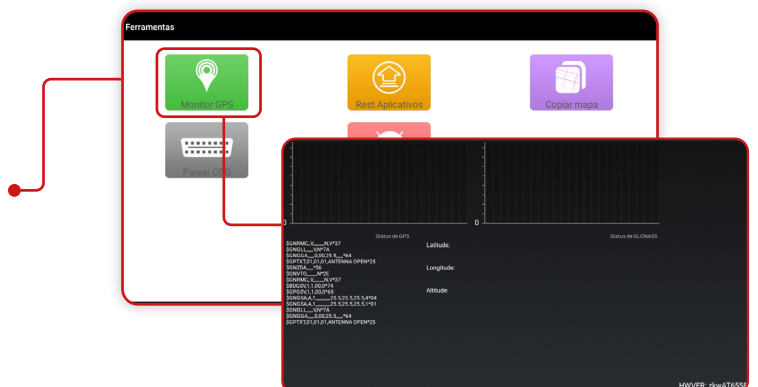 Ferramentas
Monitor GPS
Rest.Aplicativos
Copiar mapa
Parear OBD
0
0
Status de GPS
Status de GLONASS
$GNRMC,V,,,,,,,,,,N,V*37
$GNGLL,,,,,V,N*7A
$GNGGA,,,,,,0,00,25.5,,,,,,*64
$GPTXT,01,01,01,ANTENNA OPEN*25
$GNZDA,,,,,*56
$GNVTG,,,,,,,,,N*2E
$GNRMC,,V,,,,,,,,,,N,V*37
$BDGSV,1,1,00,0*74
$GPGSV,1,1,00,0*65
$GNGSA,A,1,,,,,,,,,,,,,25.5,25.5,25.5,4*04
$GNGSA,A,1,,,,,,,,,,,,,25.5,25.5,25.5,1*01
$GNGLL,,,,,V,N*7A
$GNGGA,,,,,,0,00,25.5,,,,,,*64
$GPTXT,01,01,01,ANTENNA OPEN*25
Latitude:
Longitude:
Altitude:
HWVER: zkwAT6558